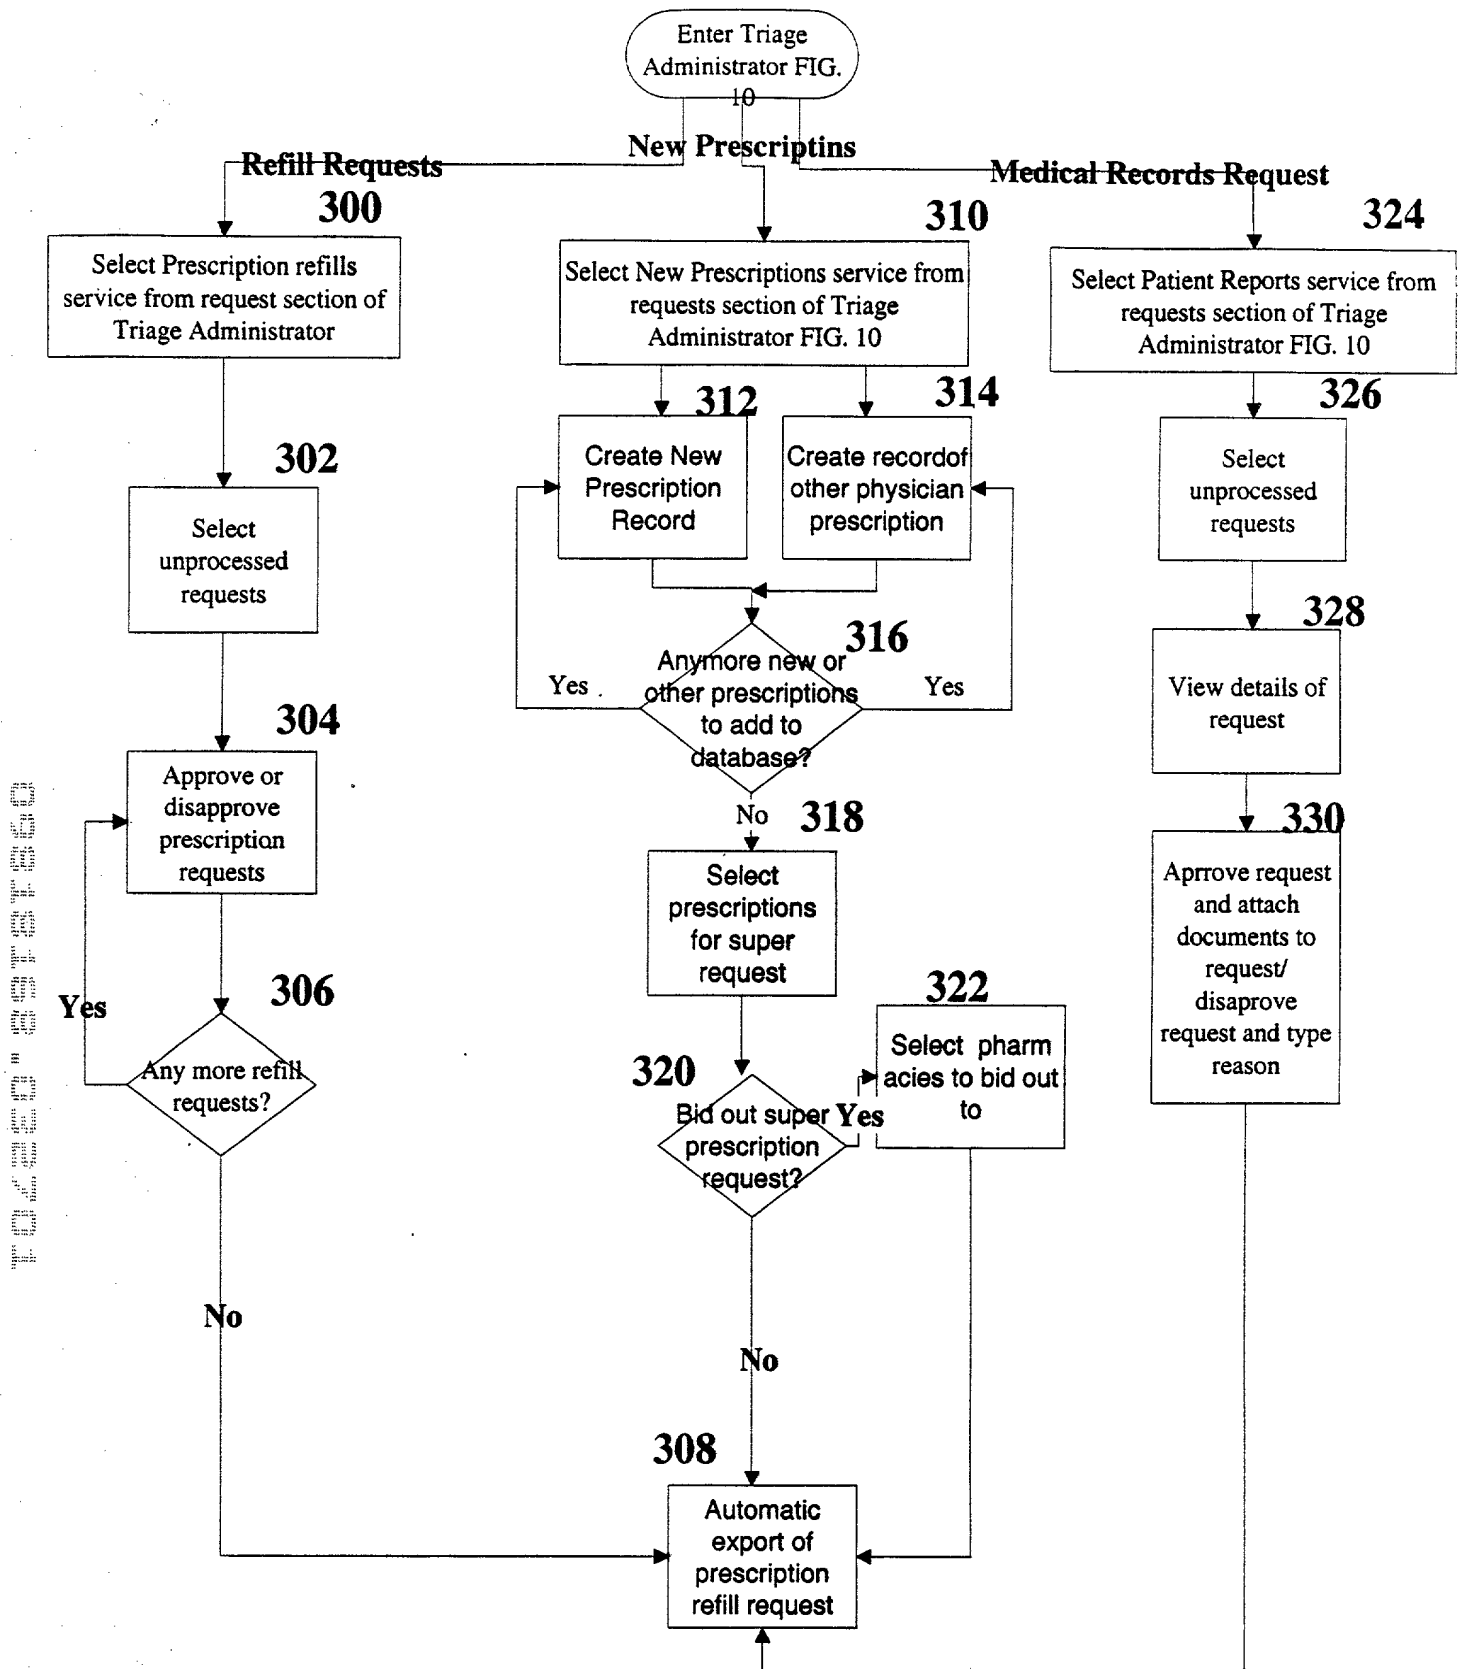 Enter Triage
Administrator FIG.
10
Refill Requests
New Prescriptins
Medical Records Request
300
Select Prescription refills
service from request section of
Triage Administrator
310
Select New Prescriptions service from
requests section of Triage
Administrator FIG. 10
324
Select Patient Reports service from
requests section of Triage
Administrator FIG. 10
302
Select
unprocessed
requests
312
Create New
Prescription
Record
314
Create recordof
other physician
prescription
326
Select
unprocessed
requests
316
Anymore new or
other prescriptions
to add to
database?
Yes
Yes
No
328
View details of
request
304
Approve or
disapprove
prescription
requests
318
Select
prescriptions
for super
request
330
Aprrove request
and attach
documents to
request/
disaprove
request and type
reason
306
Any more refill
requests?
Yes
No
320
Bid out super
prescription
request?
Yes
No
322
Select pharm
acies to bid out
to
308
Automatic
export of
prescription
refill request